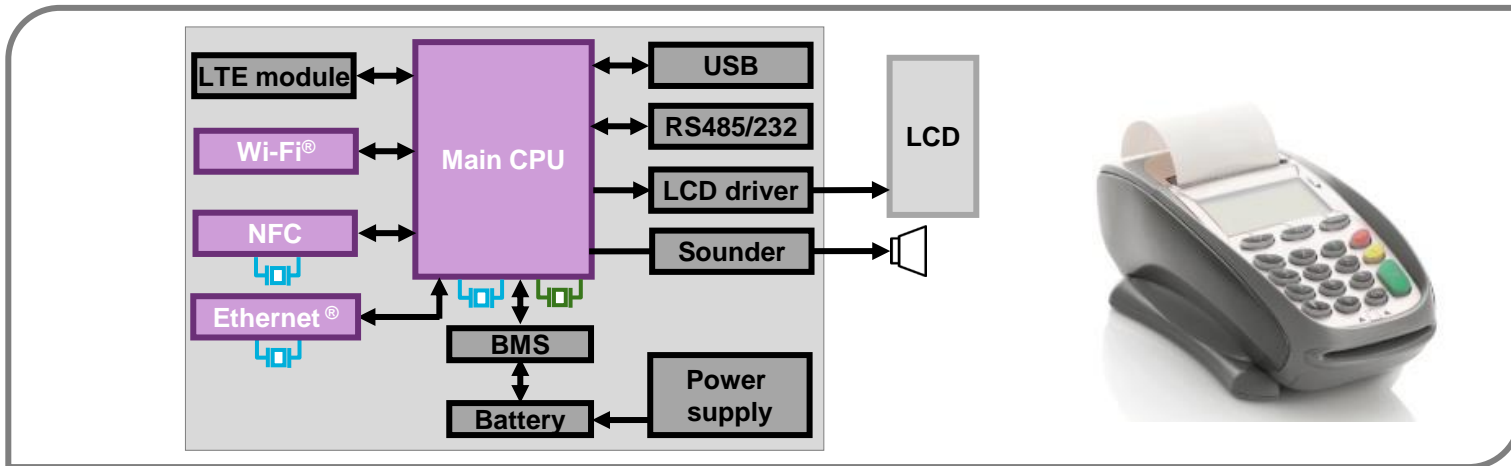 LTE module
Wi-Fi®
NFC
Ethernet ®
Main CPU
USB
RS485/232
LCD driver
Sounder
LCD
BMS
Battery
Power
supply